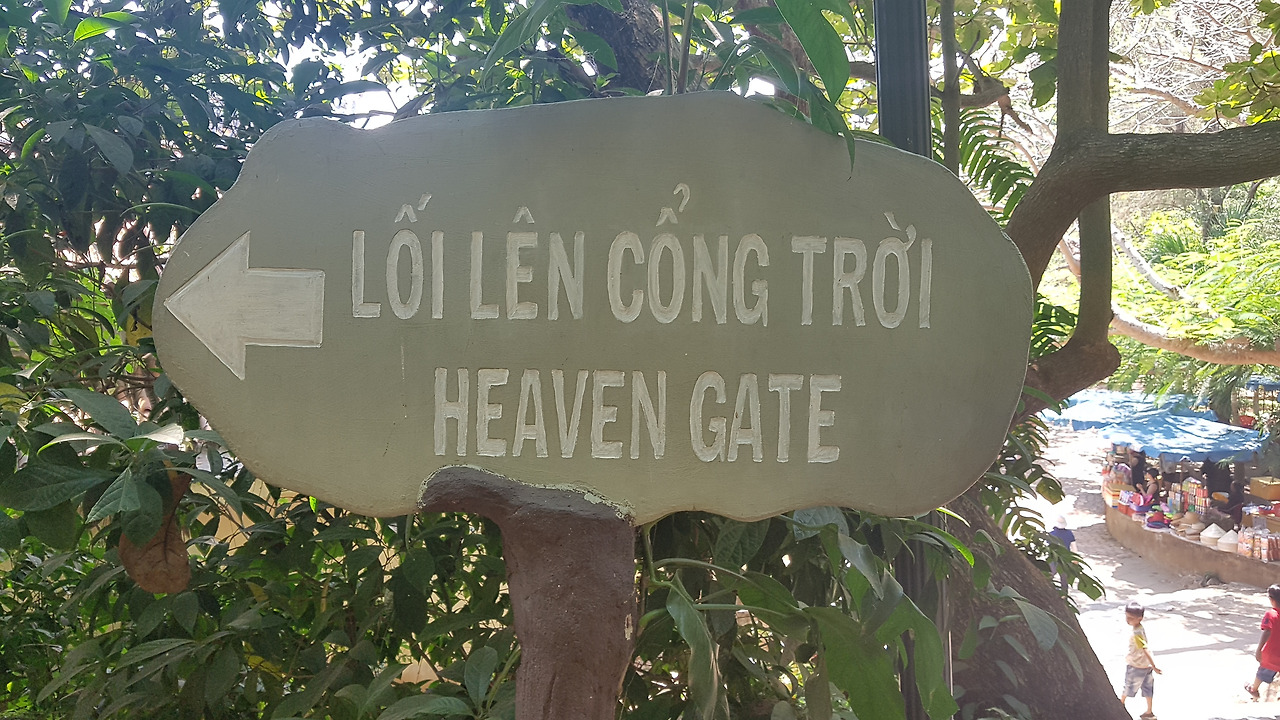 LỐI LÊN CỔNG TRỜI
HEAVEN GATE